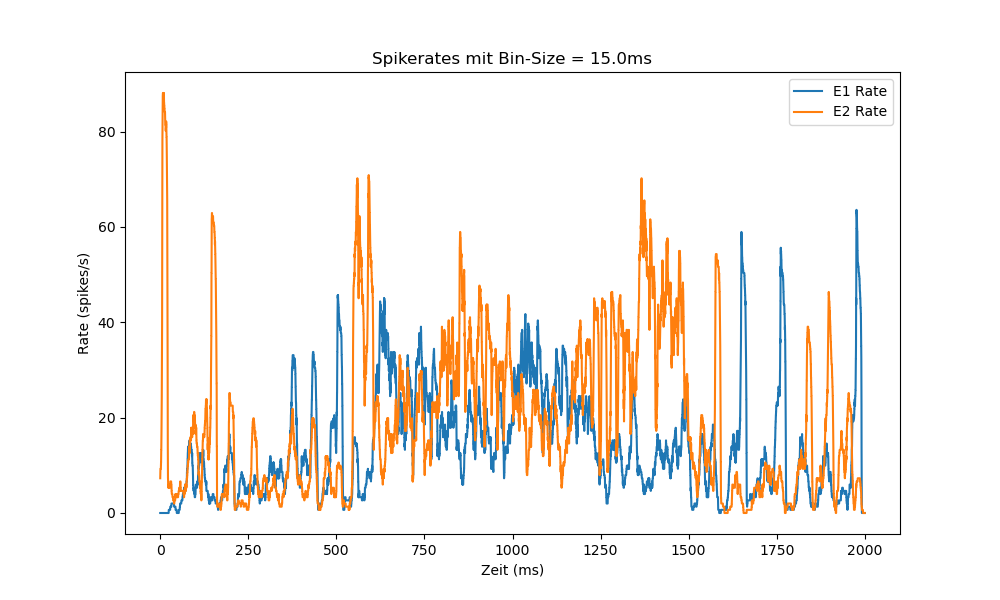 Spikerates mit Bin-Size = 15.0ms
E1 Rate
E2 Rate
Rate (spikes/s)
80
60
40
20
0
0 250 500 750 1000 1250 1500 1750 2000
Zeit (ms)